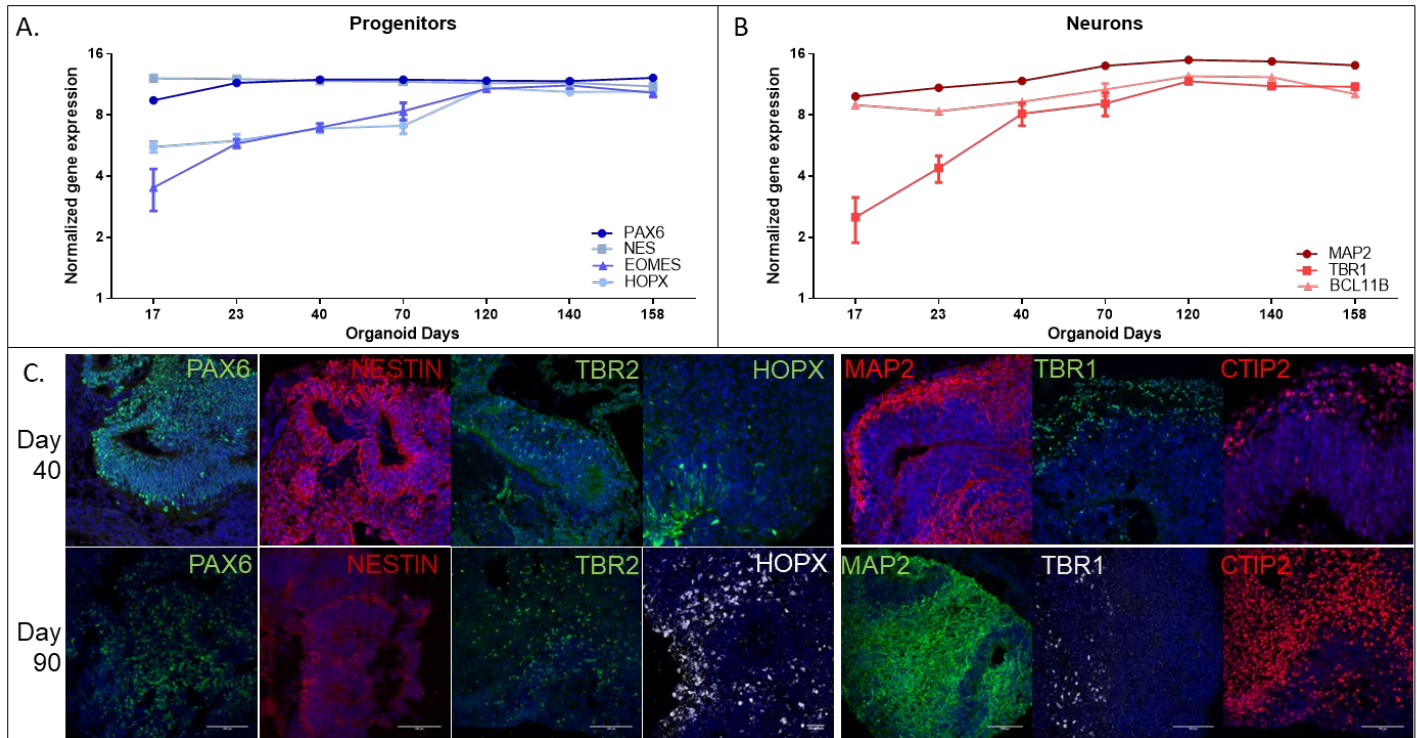 A.
Progenitors
Normalized gene expression
16
8
4
2
1
17 23 40 70 120 140 158
Organoid Days
PAX6
NES
EOMES
HOPX
B
Neurons
Normalized gene expression
16
8
4
2
1
17 23 40 70 120 140 158
Organoid Days
MAP2
TBR1
BCL11B
C.
PAX6 NESTIN TBR2 HOPX MAP2 TBR1 CTIP2
Day
40
PAX6 NESTIN TBR2 HOPX MAP2 TBR1 CTIP2
Day
90